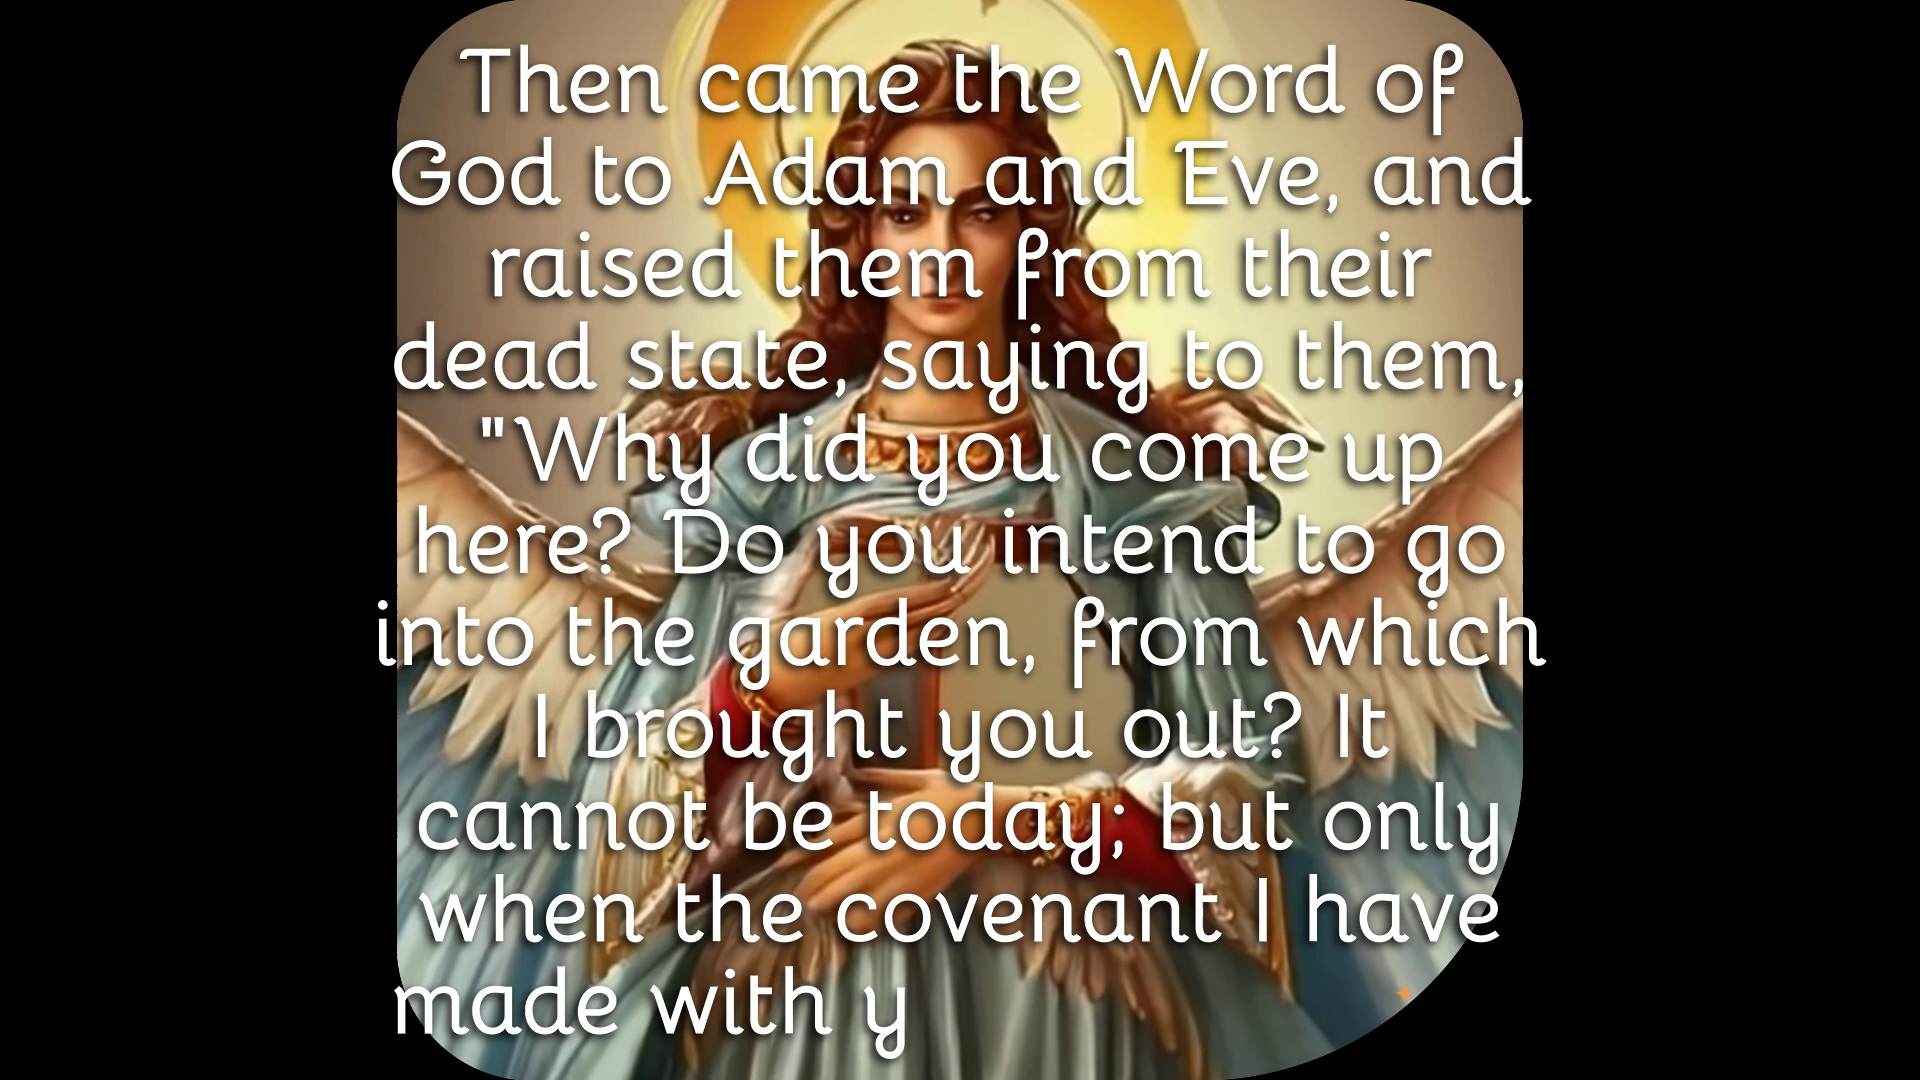 Then came the Word of
God to Adam and Eve, and
raised them from their
dead state, saying to them,
"Why did you come up
here? Do you intend to go
into the garden, from which
I brought you out? It
cannot be today; but only
when the covenant I have
made with y